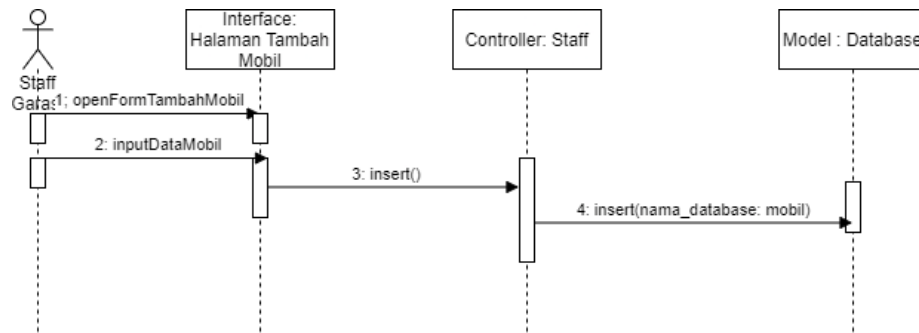 Interface:
Halaman Tambah
Mobil
Controller: Staff
Model : Database
Staff
Garasi
1; openFormTambahMobil
2: inputDataMobil
3: insert()
4: insert(nama_database: mobil)